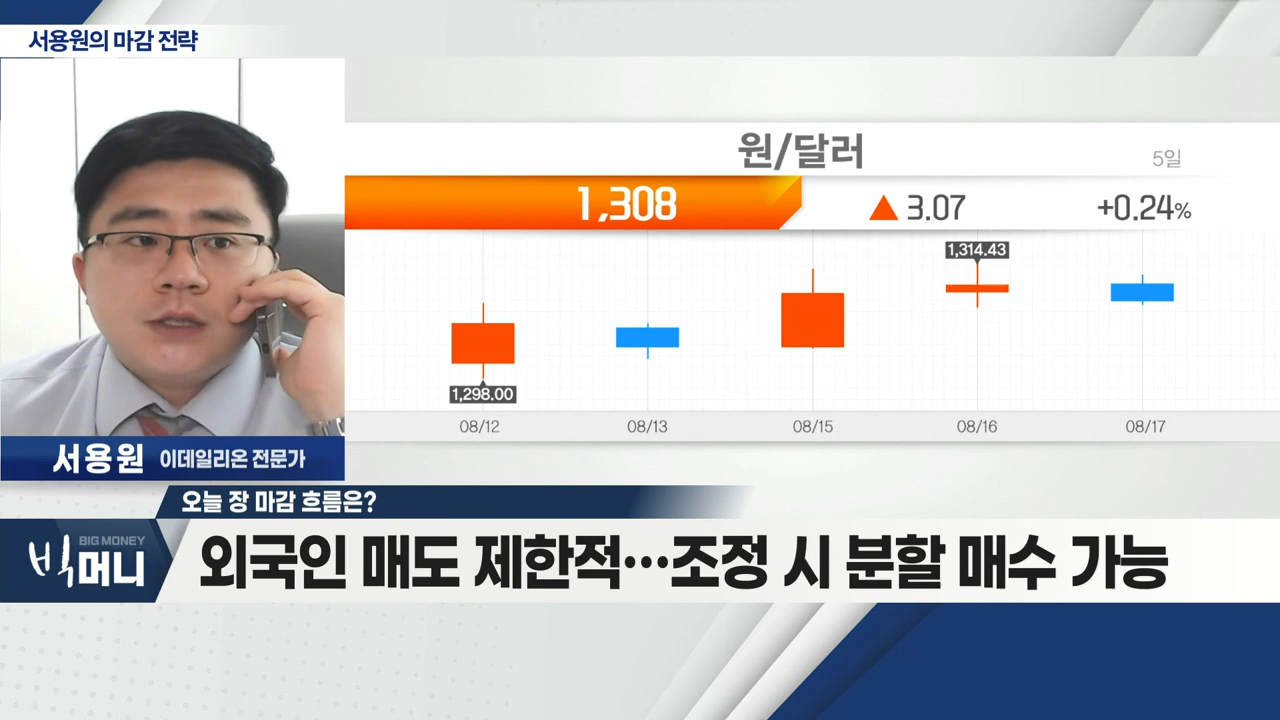 서용원의 마감 전략
원/달러
5일
1,308
▲ 3.07
+0.24%
1,314.43
1,298.00
08/12
08/13
08/15
08/16
08/17
서용원 이데일리온 전문가
오늘 장 마감 흐름은?
BIG MONEY
빅머니
외국인 매도 제한적…조정 시 분할 매수 가능